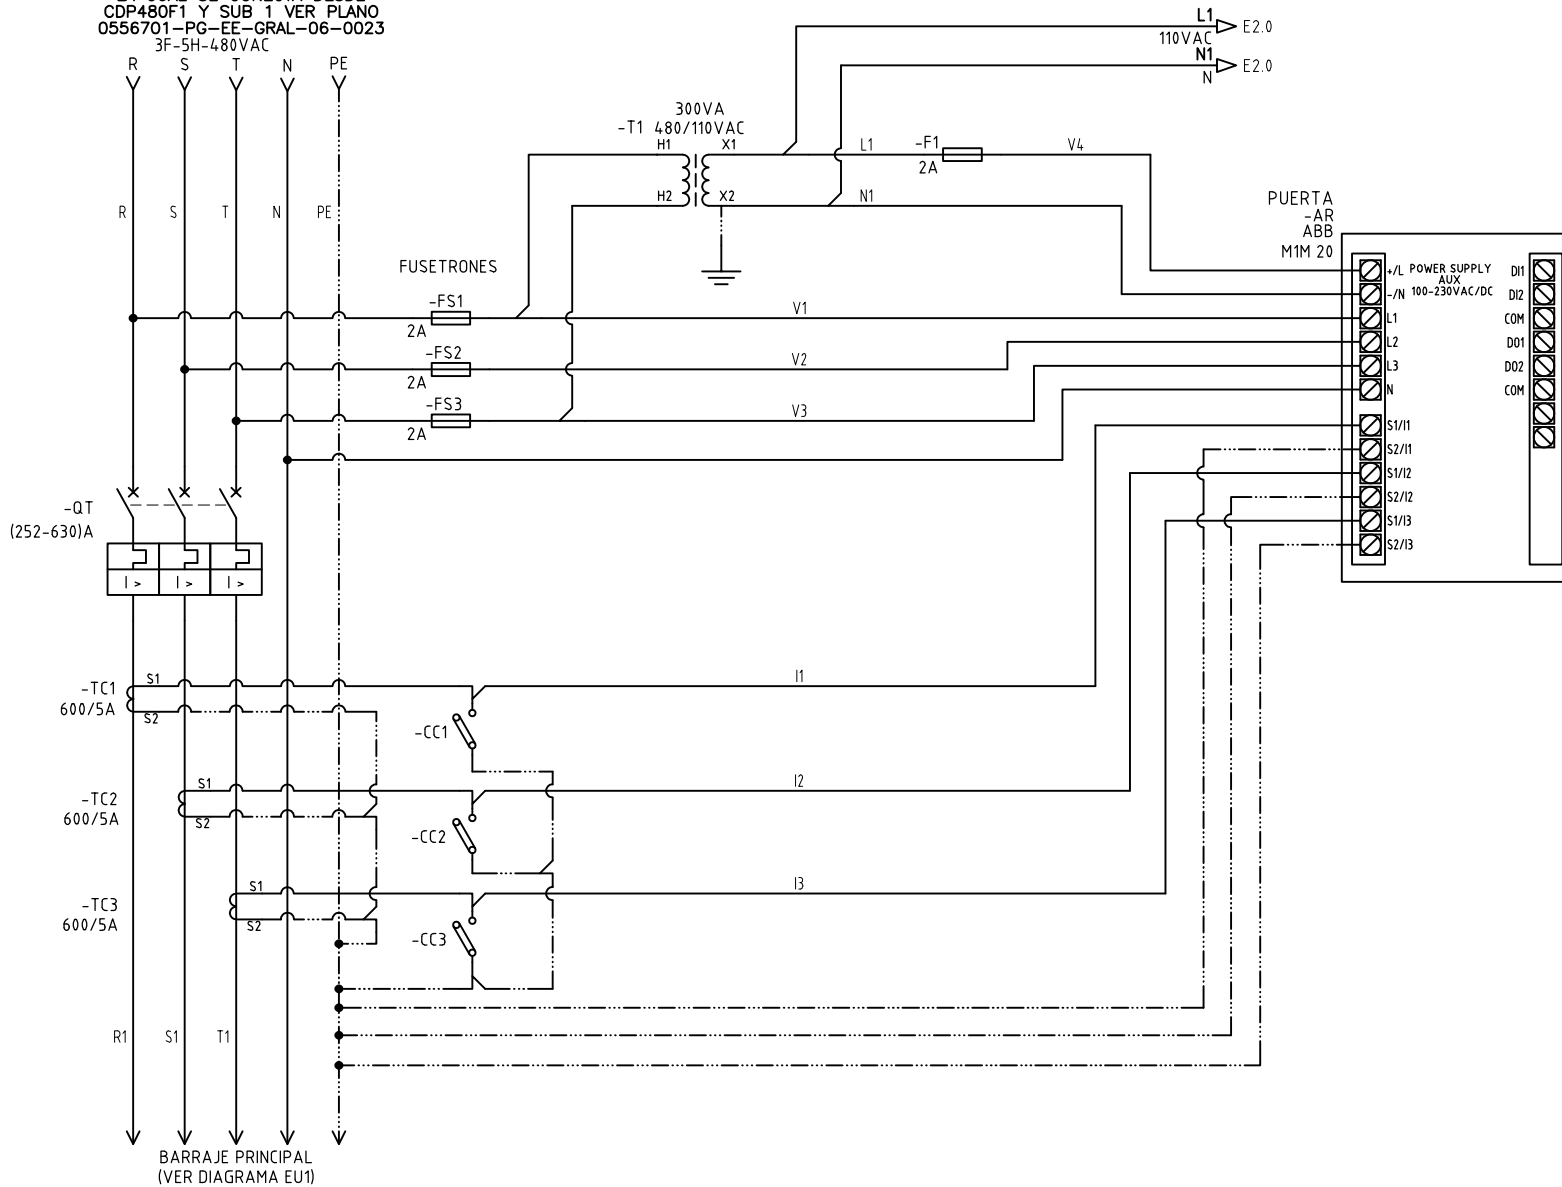 CDP480F1 Y SUB 1 VER PLANO
0556701-PG-EE-GRAL-06-0023
3F-5H-480VAC
R S T N PE
L1
110VAC
E2.0
N1
N
E2.0
300VA
-T1 480/110VAC
H1 X1
L1
-F1
2A
V4
H2 X2
N1
R S T N PE
PUERTA
-AR
ABB
M1M 20
FUSETRONES
-FS1
2A
V1
-FS2
2A
V2
-FS3
2A
V3
+/L POWER SUPPLY
AUX
-/N 100-230VAC/DC
L1
L2
L3
N
S1/I1
S2/I1
S1/I2
S2/I2
S1/I3
S2/I3
DI1
DI2
COM
DO1
DO2
COM
-QT
(252-630)A
I > I > I >
-TC1
600/5A
S1
S2
-CC1
I1
-TC2
600/5A
S1
S2
-CC2
I2
-TC3
600/5A
S1
S2
-CC3
I3
R1 S1 T1
BARRAJE PRINCIPAL
(VER DIAGRAMA EU1)